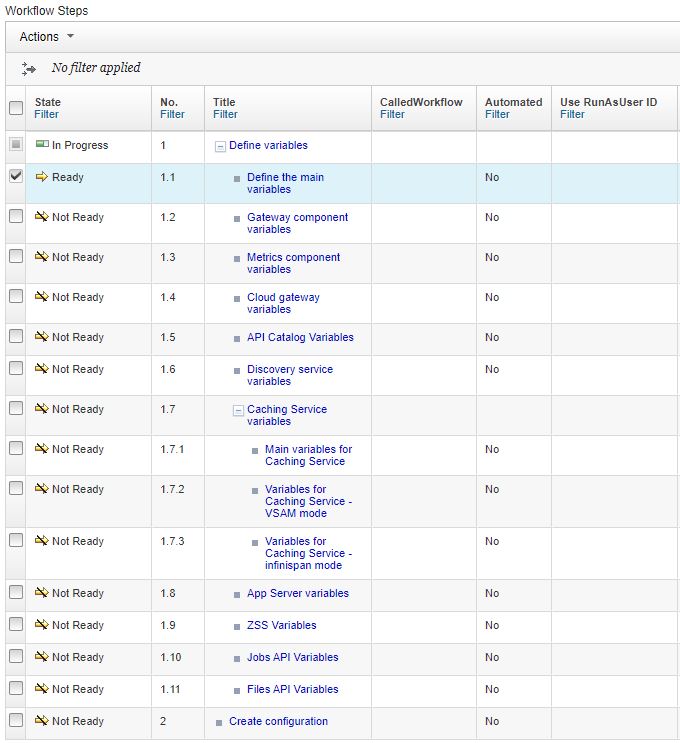 Workflow Steps
Actions
No filter applied
State No. Title CalledWorkflow Automated Use RunAsUser ID
Filter Filter Filter Filter Filter Filter
In Progress 1 Define variables
Ready 1.1 Define the main No
variables
Not Ready 1.2 Gateway component No
variables
Not Ready 1.3 Metrics component No
variables
Not Ready 1.4 Cloud gateway No
variables
Not Ready 1.5 API Catalog Variables No
Not Ready 1.6 Discovery service No
variables
Not Ready 1.7 Caching Service
variables
Not Ready 1.7.1 Main variables for No
Caching Service
Not Ready 1.7.2 Variables for No
Caching Service -
VSAM mode
Not Ready 1.7.3 Variables for No
Caching Service -
infinispan mode
Not Ready 1.8 App Server variables No
Not Ready 1.9 ZSS Variables No
Not Ready 1.10 Jobs API Variables No
Not Ready 1.11 Files API Variables No
Not Ready 2 Create configuration No